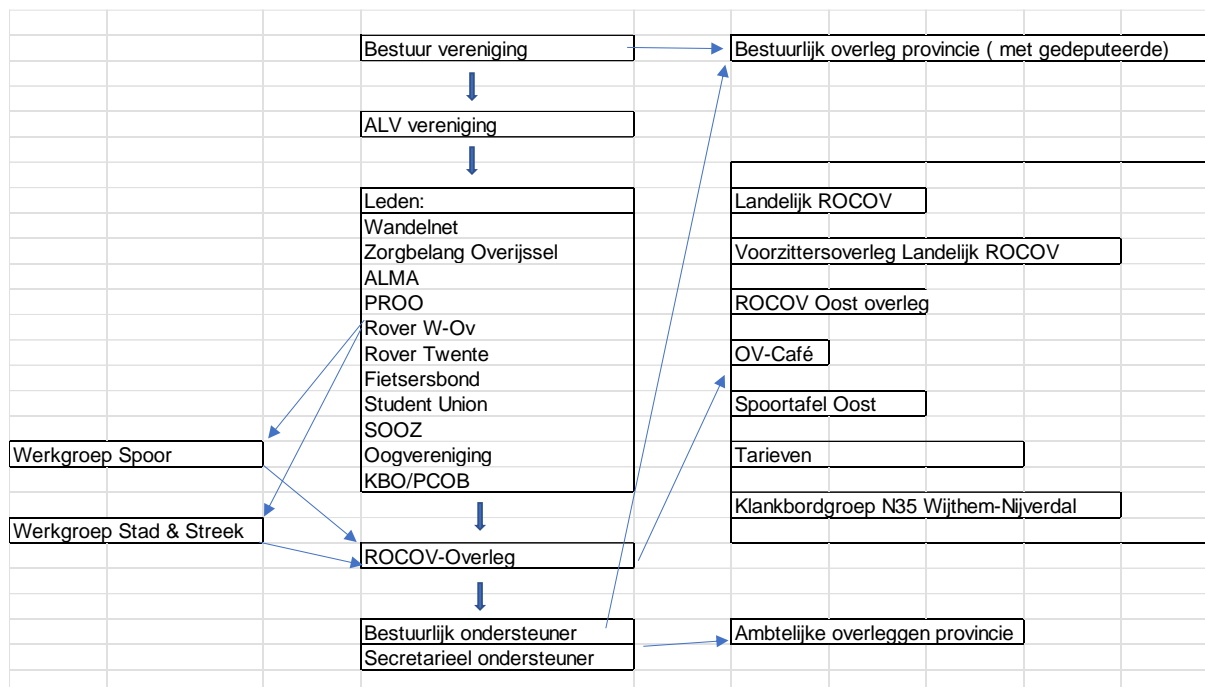 Bestuur vereniging
Bestuurlijk overleg provincie ( met gedeputeerde)
ALV vereniging
Leden:
Wandelnet
Zorgbelang Overijssel
ALMA
PROO
Rover W-Ov
Rover Twente
Fietsersbond
Student Union
SOOZ
Oogvereniging
KBO/PCOB
Landelijk ROCOV
Voorzittersoverleg Landelijk ROCOV
ROCOV Oost overleg
OV-Café
Spoortafel Oost
Tarieven
Klankbordgroep N35 Wijthem-Nijverdal
Werkgroep Spoor
Werkgroep Stad & Streek
ROCOV-Overleg
Bestuurlijk ondersteuner
Secretarieel ondersteuner
Ambtelijke overleggen provincie